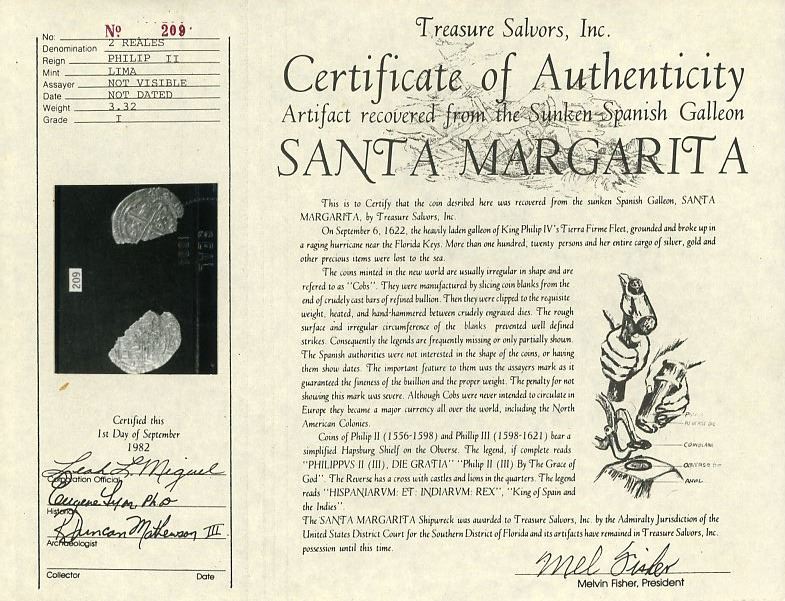 No: Nº 209
Denomination 2 REALES
Reign PHILIP II
Mint LIMA
Assayer NOT VISIBLE
Date NOT DATED
Weight 3.32
Grade I
209
Certified this
1st Day of September
1982
Leah L. Miguel
Corporation Official
Eugene Lyon PhD
Historian
R Duncan Mathewson III
Archaeologist
Collector Date
Treasure Salvors, Inc.
Certificate of Authenticity
Artifact recovered from the Sunken Spanish Galleon
SANTA MARGARITA
This is to Certify that the coin desribed here was recovered from the sunken Spanish Galleon, SANTA
MARGARITA, by Treasure Salvors, Inc.
On September 6, 1622, the heavily laden galleon of King Philip IV's Tierra Firme Fleet, grounded and broke up in
a raging hurricane near the Florida Keys. More than one hundred, twenty persons and her entire cargo of silver, gold and
other precious items were lost to the sea.
The coins minted in the new world are usually irregular in shape and are
refered to as "Cobs". They were manufactured by slicing coin blanks from the
end of crudely cast bars of refined bullion. Then they were clipped to the requisite
weight, heated, and hand-hammered between crudely engraved dies. The rough
surface and irregular circumference of the blanks prevented well defined
strikes. Consequently the legends are frequently missing or only partially shown.
The Spanish authorities were not interested in the shape of the coins, or having
them show dates. The important feature to them was the assayers mark as it
guaranteed the fineness of the buillion and the proper weight. The penalty for not
showing this mark was severe. Although Cobs were never intended to circulate in
Europe they became a major currency all over the world, including the North
American Colonies.
Coins of Philip II (1556-1598) and Phillip III (1598-1621) bear a
simplified Hapsburg Shielf on the Obverse. The legend, if complete reads
"PHILIPPVS II (III), DIE GRATIA" "Philip II (III) By The Grace of
God". The Reverse has a cross with castles and lions in the quarters. The legend
reads "HISPANIARVM ET: INDIARVM: REX", "King of Spain and
the Indies".
The SANTA MARGARITA Shipwreck was awarded to Treasure Salvors, Inc. by the Admiralty Jurisdiction of the
United States District Court for the Southern District of Florida and its artifacts have remained in Treasure Salvors, Inc.
possession until this time.
REVERSE DIE
COIN BLANK
OBVERSE DIE
ANVIL
Mel Fisher
Melvin Fisher, President